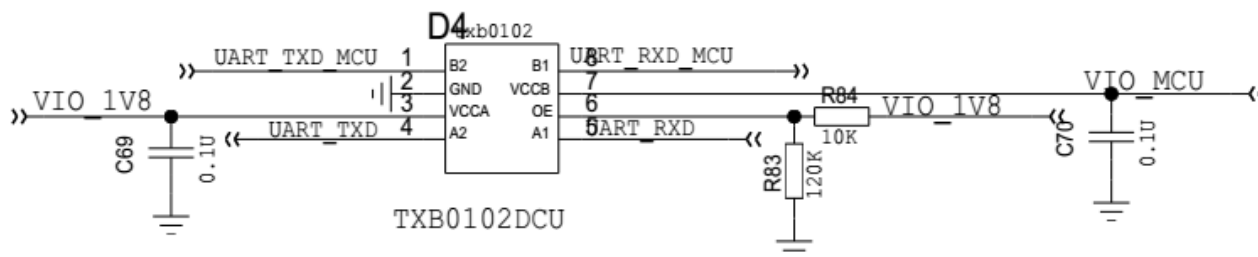 D4
txb0102
UART_TXD_MCU 1 B2 B1 8 UART_RXD_MCU
2 GND VCCB 7 VIO_MCU
VIO_1V8 3 VCCA OE 6 R84 VIO_1V8
UART_TXD 4 A2 A1 5 UART_RXD 10K
C69 0.1U R83 120K C70 0.1U
TXB0102DCU